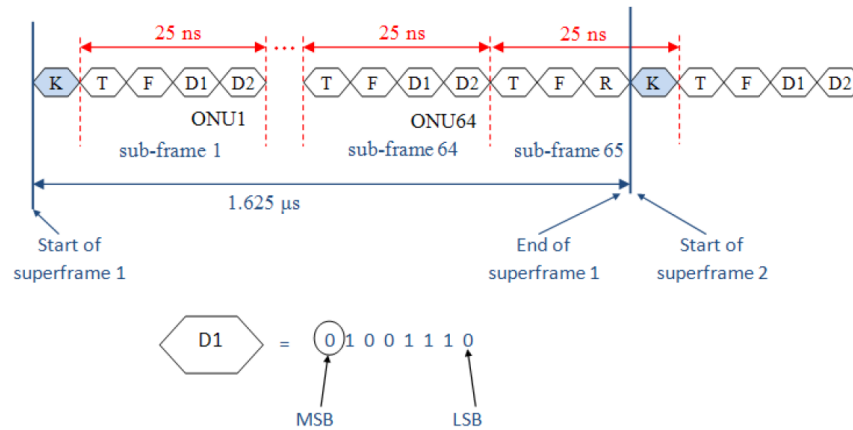 25 ns ... 25 ns 25 ns
K T F D1 D2 T F D1 D2 T F R K T F D1 D2
ONU1 ONU64
sub-frame 1 sub-frame 64 sub-frame 65
1.625 µs
Start of
superframe 1
End of
superframe 1
Start of
superframe 2
D1 = 0 1 0 0 1 1 1 0
MSB LSB